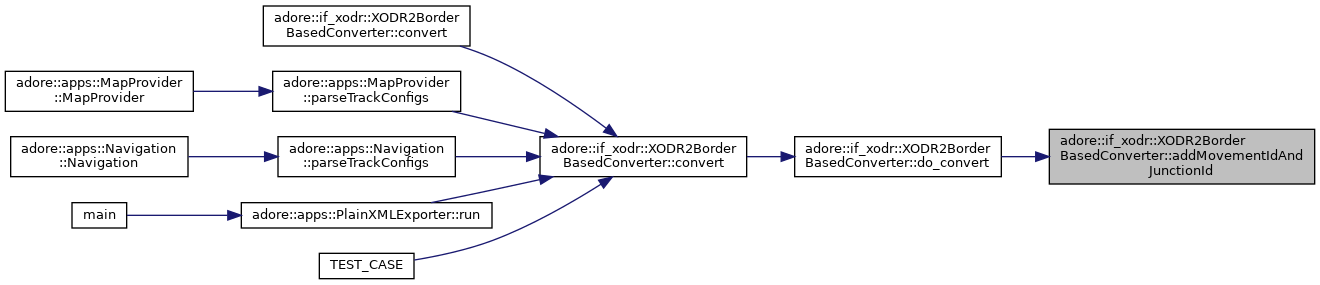 adore::if_xodr::XODR2Border
BasedConverter::convert
adore::apps::MapProvider
::MapProvider
adore::apps::MapProvider
::parseTrackConfigs
adore::apps::Navigation
::Navigation
adore::apps::Navigation
::parseTrackConfigs
adore::if_xodr::XODR2Border
BasedConverter::convert
adore::if_xodr::XODR2Border
BasedConverter::do_convert
adore::if_xodr::XODR2Border
BasedConverter::addMovementIdAnd
JunctionId
main
adore::apps::PlainXMLExporter::run
TEST_CASE